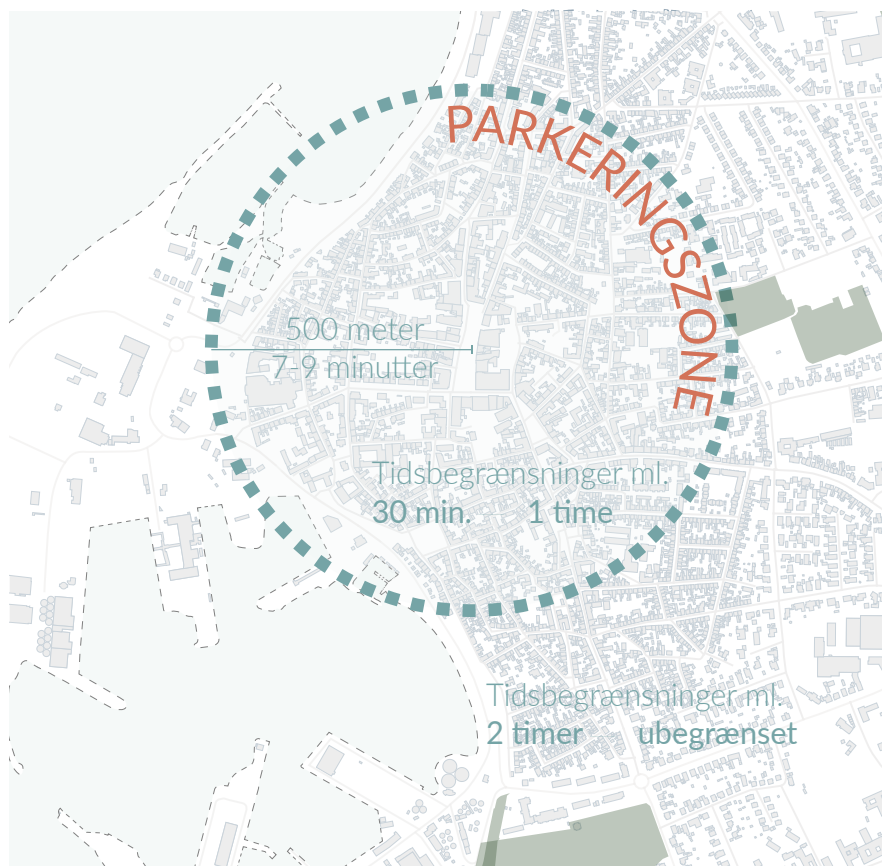 PARKERINGSZONE
500 meter
7-9 minutter
Tidsbegrænsninger ml.
30 min. 1 time
Tidsbegrænsninger ml.
2 timer ubegrænset